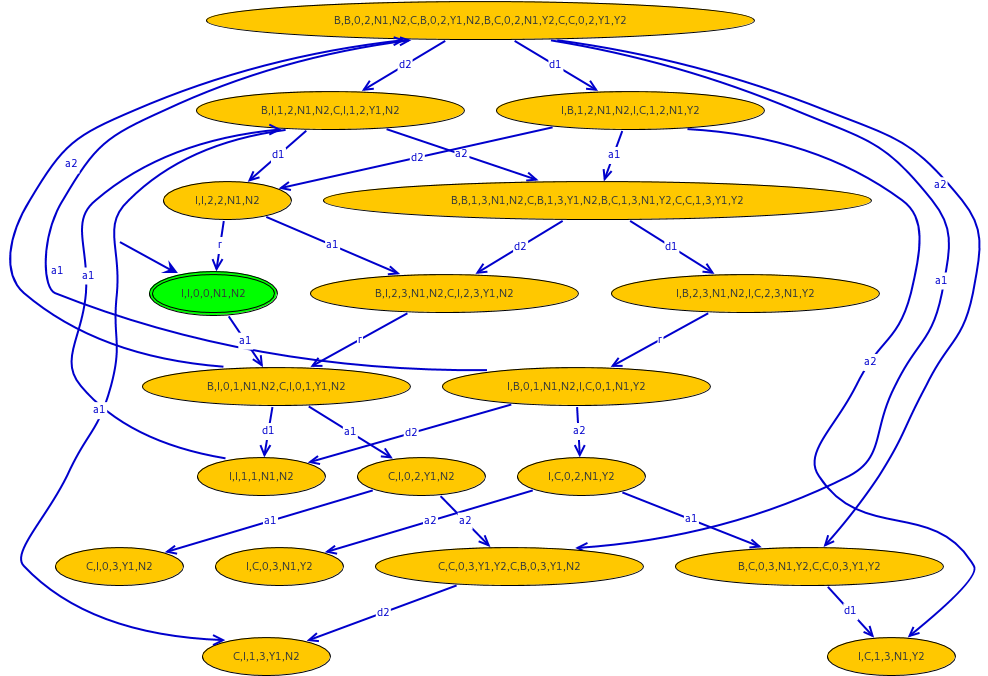 B,B,0,2,N1,N2,C,B,0,2,Y1,N2,B,C,0,2,N1,Y2,C,C,0,2,Y1,Y2
d2
d1
B,I,1,2,N1,N2,C,I,1,2,Y1,N2
I,B,1,2,N1,N2,I,C,1,2,N1,Y2
a2
d1
d2
a2
a1
a2
I,I,2,2,N1,N2
B,B,1,3,N1,N2,C,B,1,3,Y1,N2,B,C,1,3,N1,Y2,C,C,1,3,Y1,Y2
r
a1
d2
d1
a1
a1
a1
I,I,0,0,N1,N2
B,I,2,3,N1,N2,C,I,2,3,Y1,N2
I,B,2,3,N1,N2,I,C,2,3,N1,Y2
a1
r
r
a2
B,I,0,1,N1,N2,C,I,0,1,Y1,N2
I,B,0,1,N1,N2,I,C,0,1,N1,Y2
a1
d1
a1
d2
a2
I,I,1,1,N1,N2
C,I,0,2,Y1,N2
I,C,0,2,N1,Y2
a1
a2
a2
a1
C,I,0,3,Y1,N2
I,C,0,3,N1,Y2
C,C,0,3,Y1,Y2,C,B,0,3,Y1,N2
B,C,0,3,N1,Y2,C,C,0,3,Y1,Y2
d2
d1
C,I,1,3,Y1,N2
I,C,1,3,N1,Y2